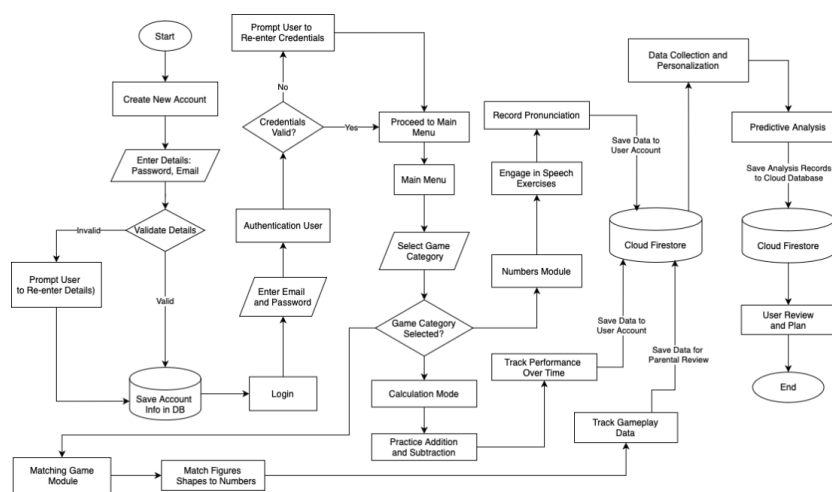 Start
Create New Account
Enter Details:
Password, Email
Validate Details
Invalid
Prompt User
to Re-enter Details)
Valid
Save Account
Info in DB
Login
Enter Email
and Password
Authentication User
Credentials
Valid?
No
Prompt User to
Re-enter Credentials
Yes
Proceed to Main
Menu
Main Menu
Select Game
Category
Game Category
Selected?
Calculation Mode
Practice Addition
and Subtraction
Matching Game
Module
Match Figures
Shapes to Numbers
Numbers Module
Engage in Speech
Exercises
Record Pronunciation
Save Data to
User Account
Track Performance
Over Time
Save Data to
User Account
Track Gameplay
Data
Save Data for
Parental Review
Cloud Firestore
Data Collection and
Personalization
Predictive Analysis
Save Analysis Records
to Cloud Database
Cloud Firestore
User Review
and Plan
End